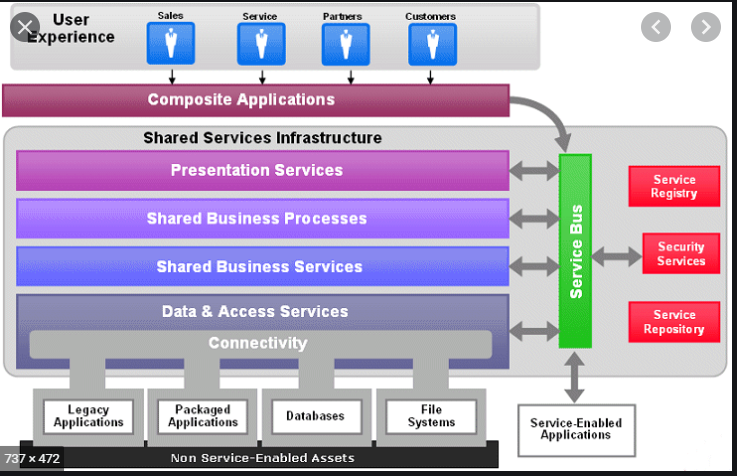 User
Experience
Sales
Service
Partners
Customers
Composite Applications
Shared Services Infrastructure
Presentation Services
Shared Business Processes
Shared Business Services
Data & Access Services
Connectivity
Service Bus
Service
Registry
Security
Services
Service
Repository
Legacy
Applications
Packaged
Applications
Databases
File
Systems
Service-Enabled
Applications
737 x 472
Non Service-Enabled Assets